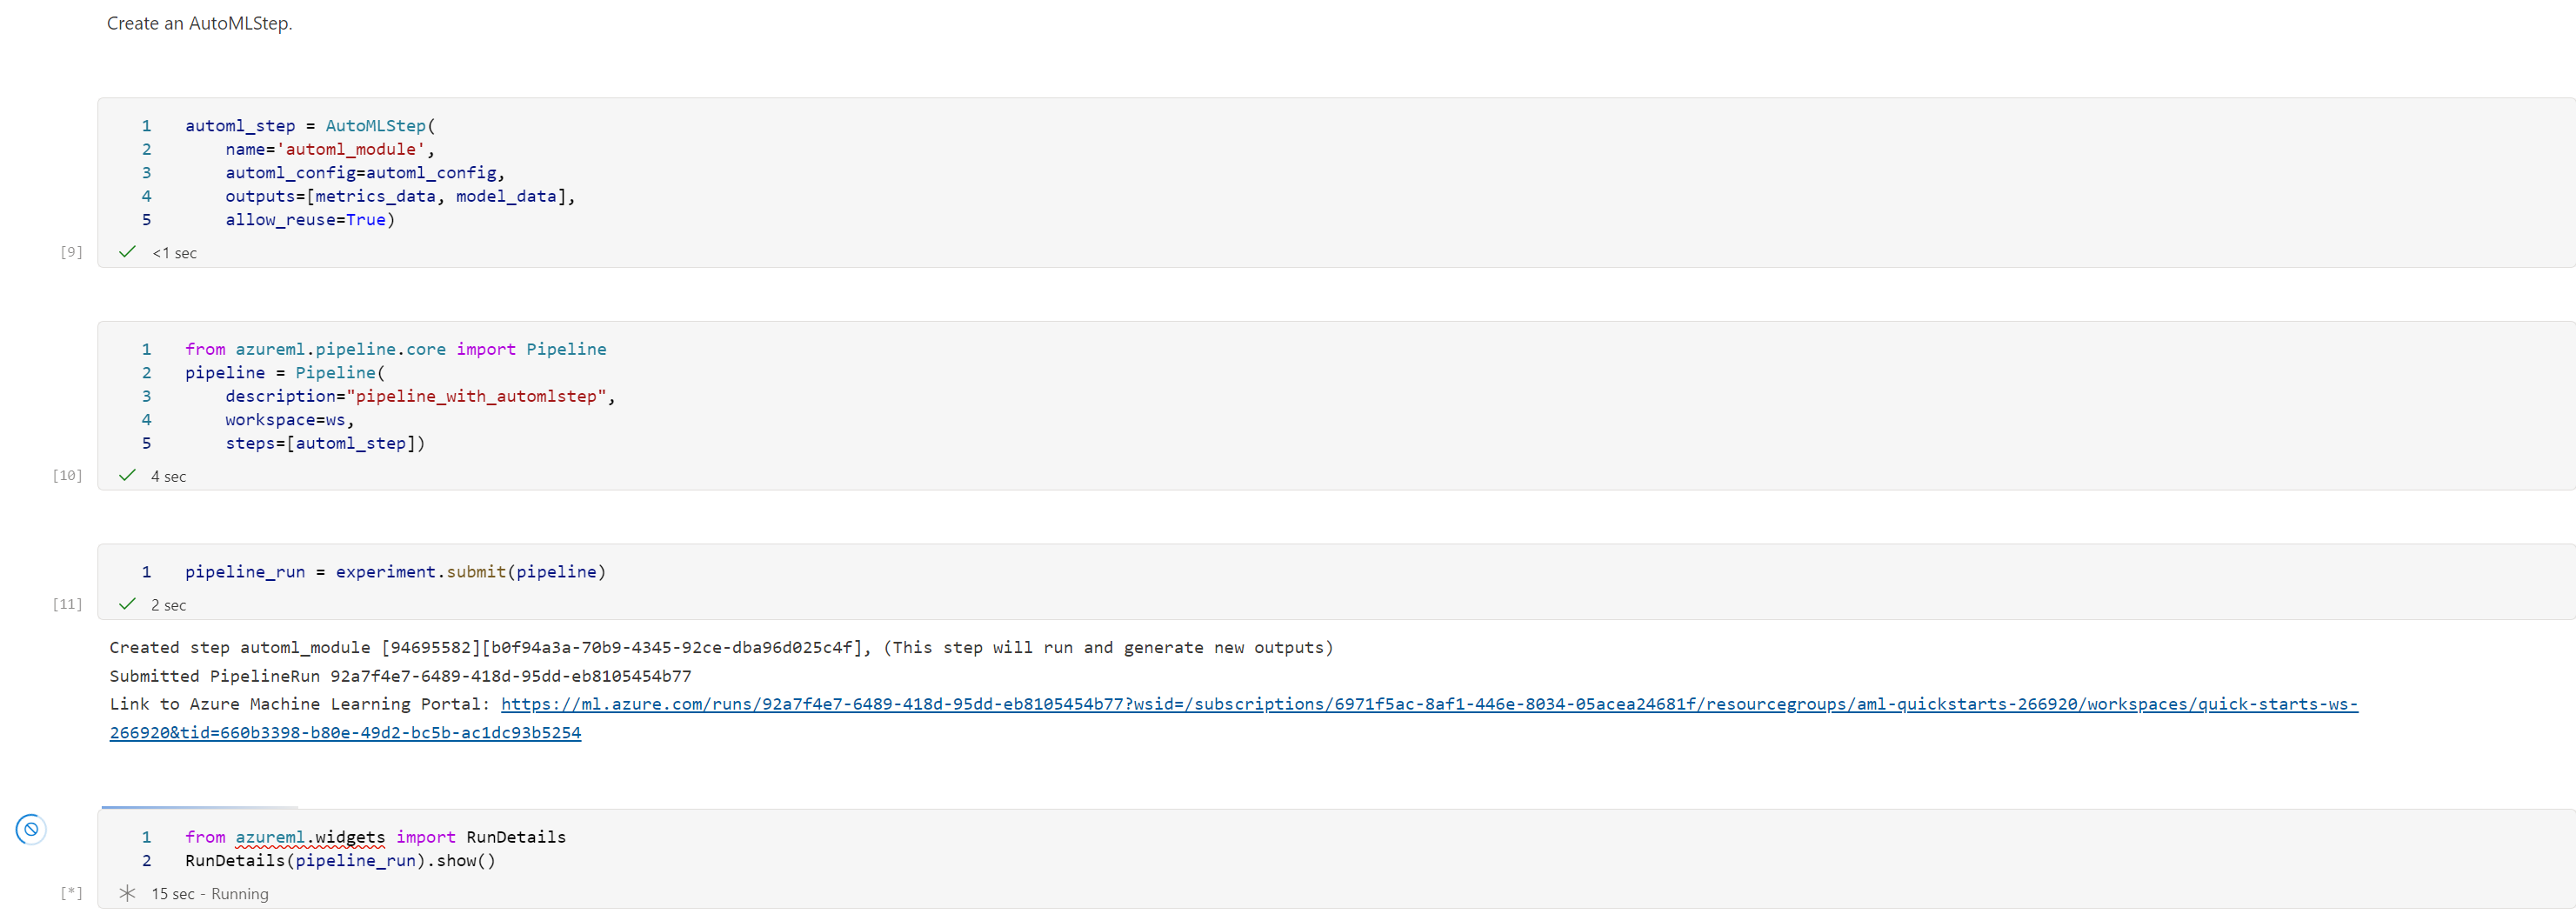 Create an AutoMLStep.
1 automl_step = AutoMLStep(
2 name='automl_module',
3 automl_config=automl_config,
4 outputs=[metrics_data, model_data],
5 allow_reuse=True)
[9] <1 sec
1 from azureml.pipeline.core import Pipeline
2 pipeline = Pipeline(
3 description="pipeline_with_automlstep",
4 workspace=ws,
5 steps=[automl_step])
[10] 4 sec
1 pipeline_run = experiment.submit(pipeline)
[11] 2 sec
Created step automl_module [94695582][b0f94a3a-70b9-4345-92ce-dba96d025c4f], (This step will run and generate new outputs)
Submitted PipelineRun 92a7f4e7-6489-418d-95dd-eb8105454b77
Link to Azure Machine Learning Portal: https://ml.azure.com/runs/92a7f4e7-6489-418d-95dd-eb8105454b77?wsid=/subscriptions/6971f5ac-8af1-446e-8034-05acea24681f/resourcegroups/aml-quickstarts-266920/workspaces/quick-starts-ws-
266920&tid=660b3398-b80e-49d2-bc5b-ac1dc93b5254
1 from azureml.widgets import RunDetails
2 RunDetails(pipeline_run).show()
[*] 15 sec - Running